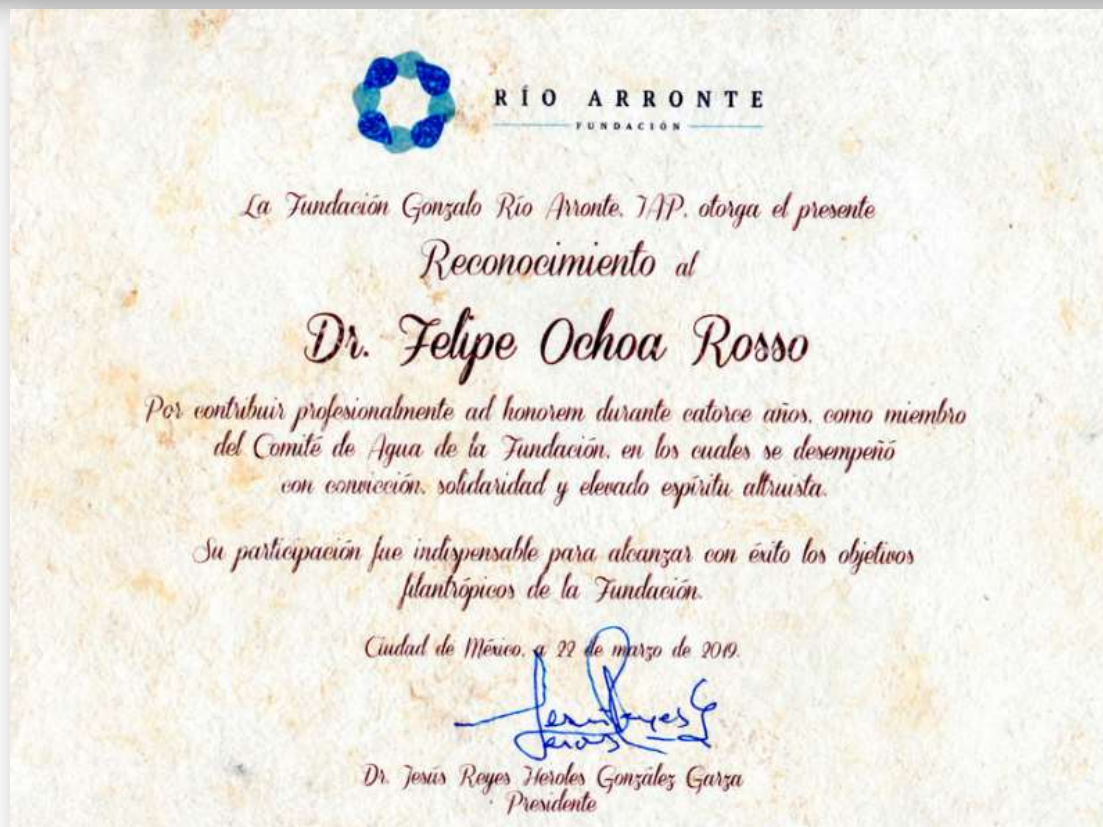 RÍO ARRONTE
FUNDACIÓN
La Fundación Gonzalo Río Arronte, IAP. otorga el presente
Reconocimiento al
Dr. Felipe Ochoa Rosso
Por contribuir profesionalmente ad honorem durante catorce años, como miembro
del Comité de Agua de la Fundación, en los cuales se desempeñó
con convicción, solidaridad y elevado espíritu altruista.
Su participación fue indispensable para alcanzar con éxito los objetivos
filantrópicos de la Fundación.
Ciudad de México, a 22 de marzo de 2019.
Dr. Jesús Reyes Heroles González Garza
Presidente